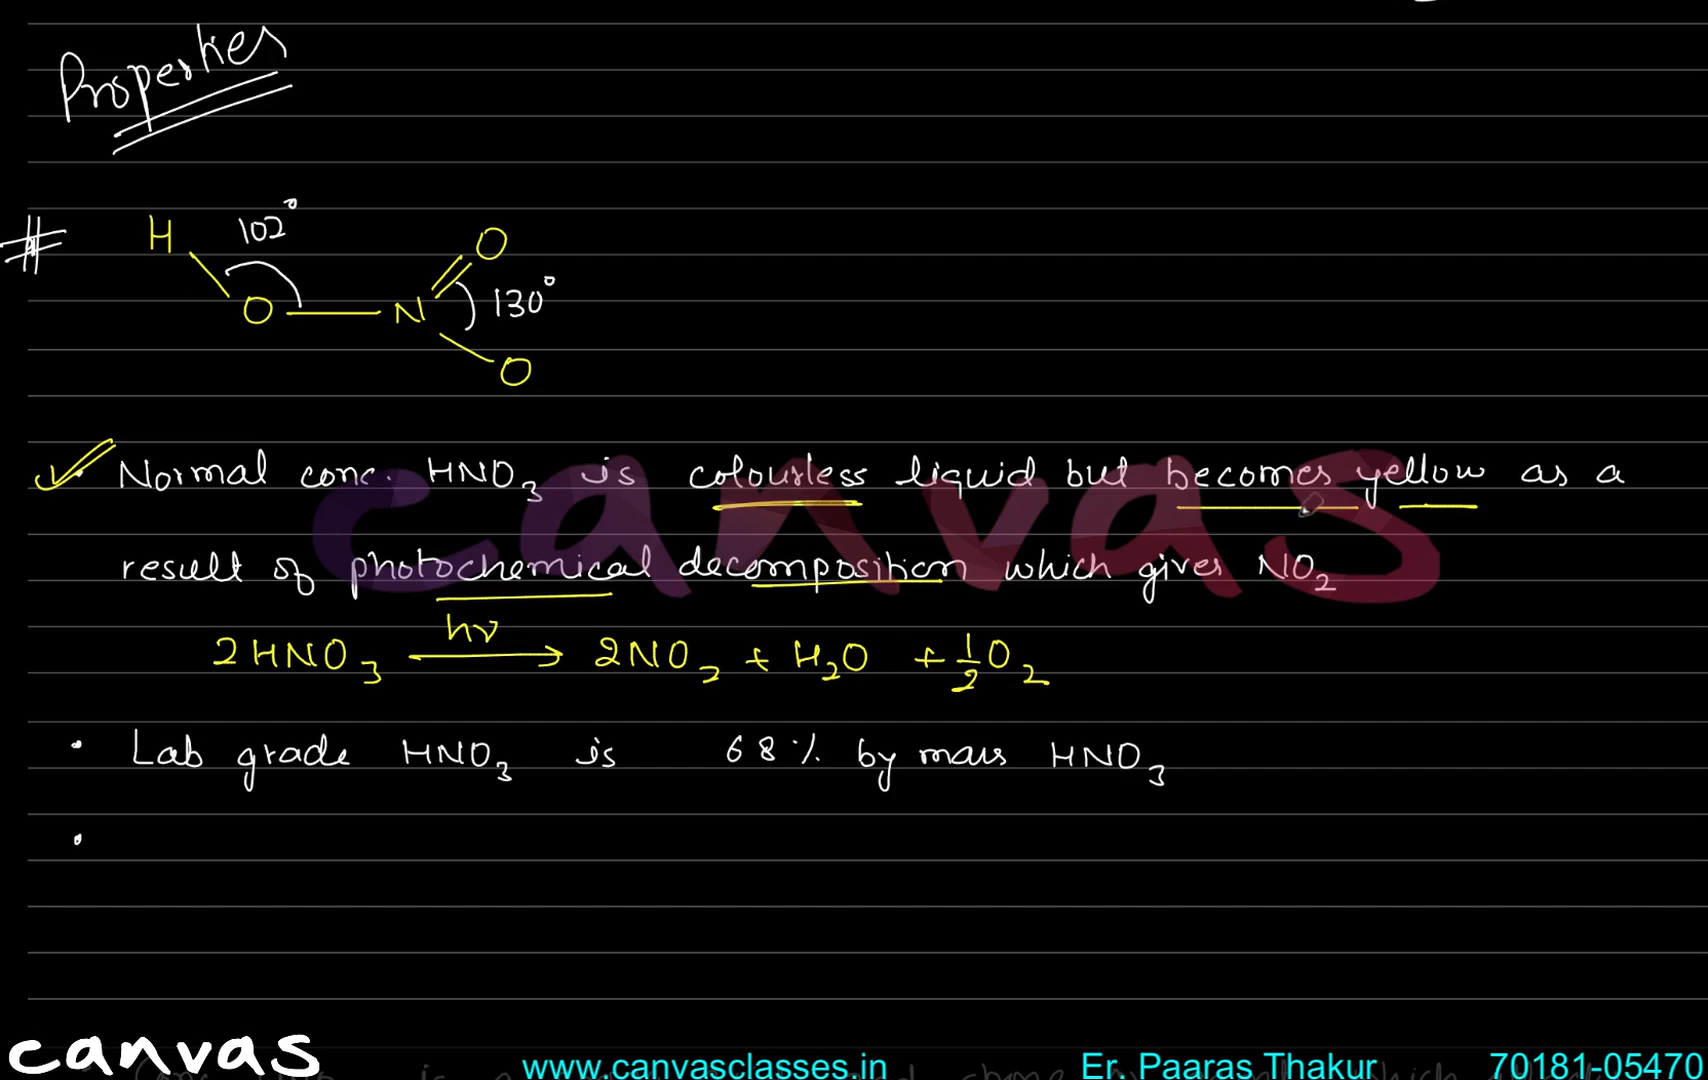 Properties
# H 102° O
O — N 130°
O
Normal conc. HNO3 is colourless liquid but becomes yellow as a
result of photochemical decomposition which gives NO2
2HNO3 hν → 2NO2 + H2O + 1/2 O2
• Lab grade HNO3 is 68% by mass HNO3
•
canvas
canvas www.canvasclasses.in Er. Paaras Thakur 70181-05470